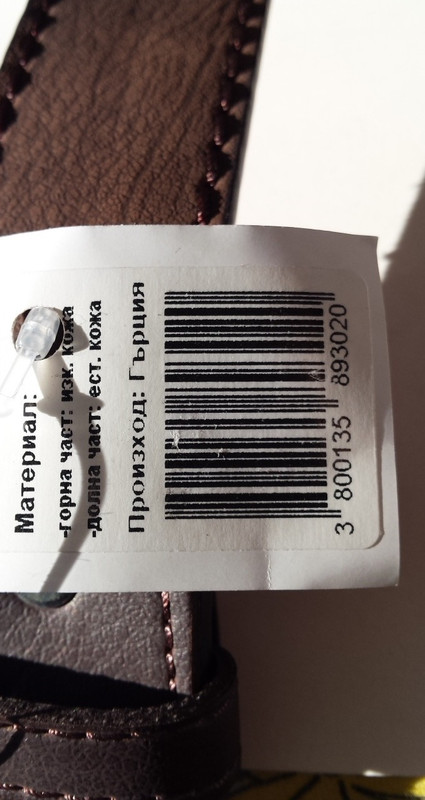 Материал:
-горна част: изк. кожа
-долна част: ест. кожа
Произход: Гърция
3 800135 893020